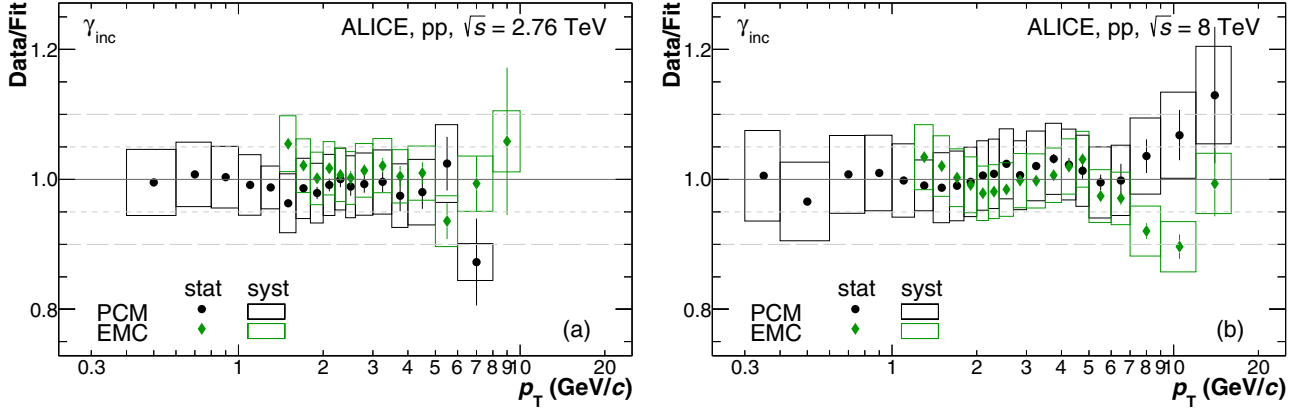 Data/Fit
γinc
ALICE, pp, √s = 2.76 TeV
1.2
1.0
0.8
stat syst
PCM
EMC
(a)
0.3 1 2 3 4 5 6 7 8 9 10 20
pT (GeV/c)
Data/Fit
γinc
ALICE, pp, √s = 8 TeV
1.2
1.0
0.8
stat syst
PCM
EMC
(b)
0.3 1 2 3 4 5 6 7 8 9 10 20
pT (GeV/c)